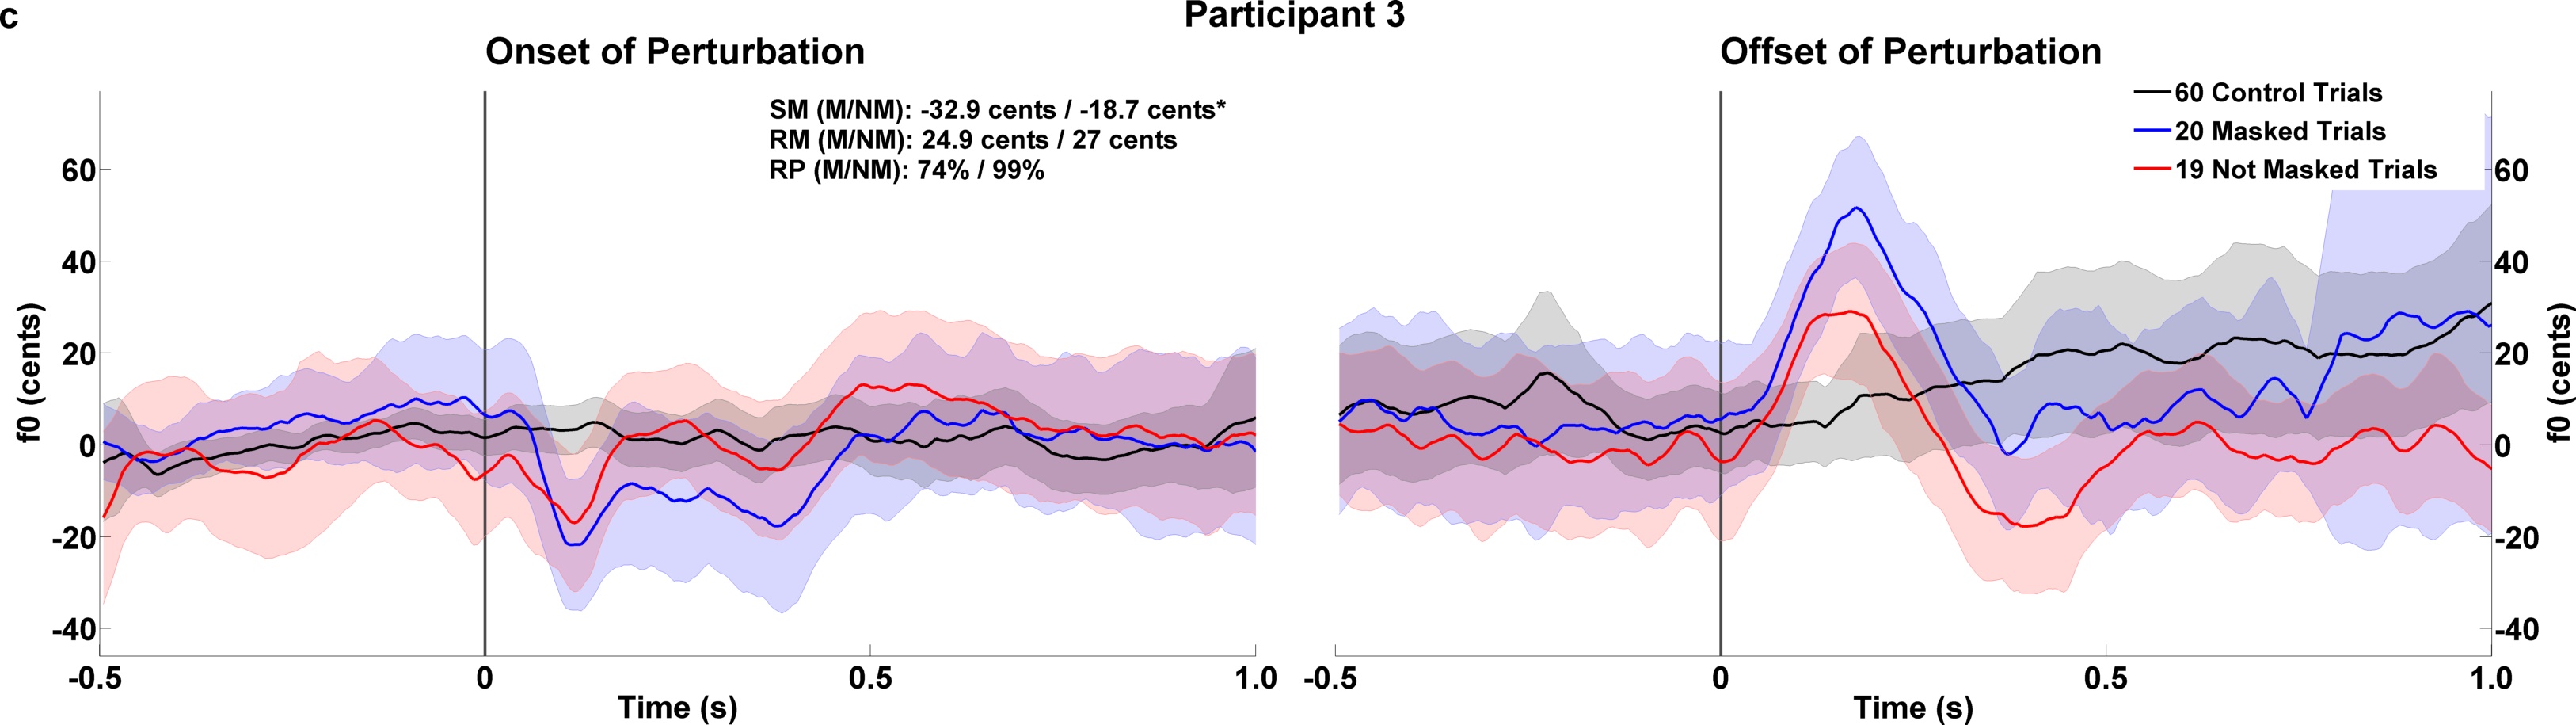 c
Participant 3
Onset of Perturbation
Offset of Perturbation
SM (M/NM): -32.9 cents / -18.7 cents*
RM (M/NM): 24.9 cents / 27 cents
RP (M/NM): 74% / 99%
60 Control Trials
20 Masked Trials
19 Not Masked Trials
f0 (cents)
60
40
20
0
-20
-40
-0.5
0
0.5
1.0
Time (s)
-0.5
0
0.5
1.0
Time (s)
60
40
20
0
-20
-40
f0 (cents)